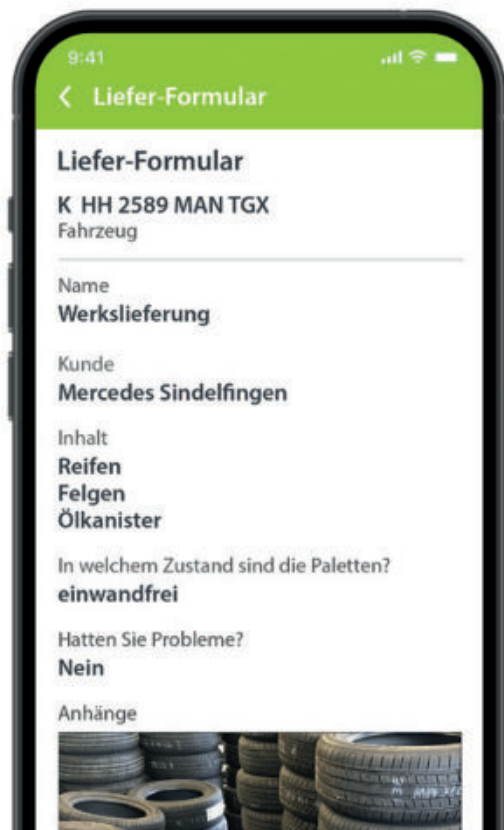 9:41
Liefer-Formular
Liefer-Formular
K HH 2589 MAN TGX
Fahrzeug
Name
Werkslieferung
Kunde
Mercedes Sindelfingen
Inhalt
Reifen
Felgen
Ölkanister
In welchem Zustand sind die Paletten?
einwandfrei
Hatten Sie Probleme?
Nein
Anhänge